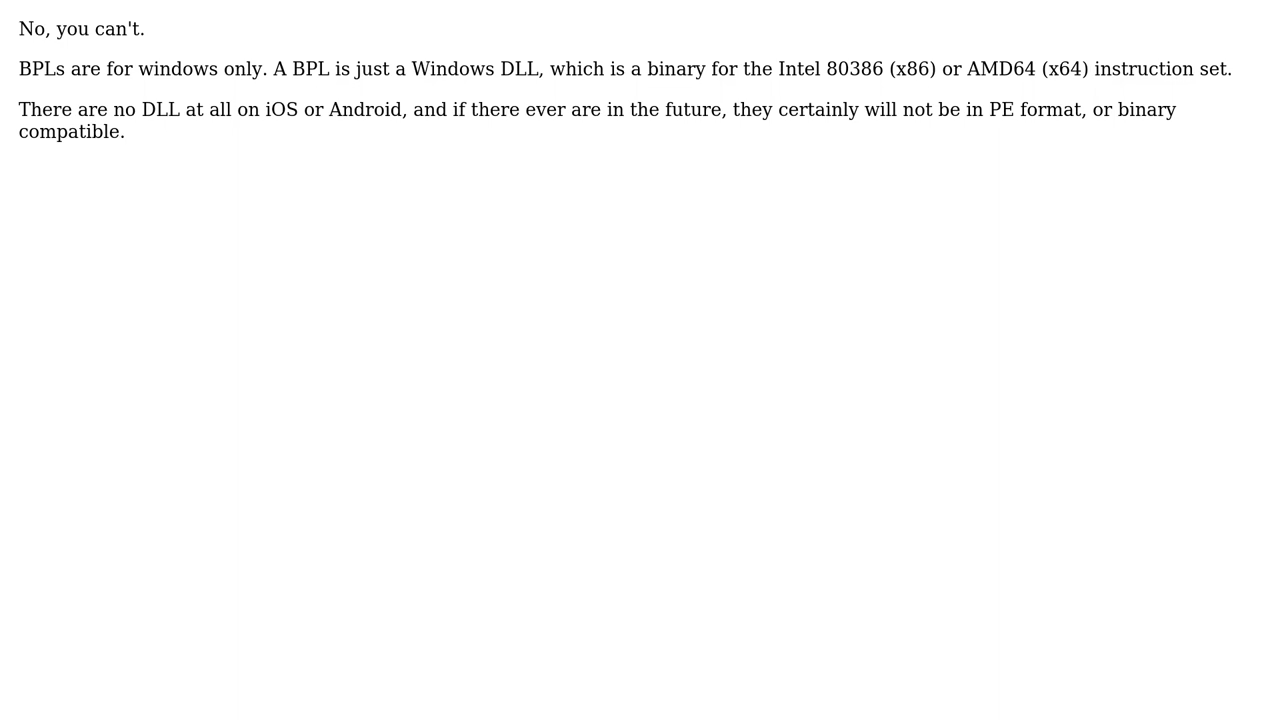 No, you can't.
BPLs are for windows only. A BPL is just a Windows DLL, which is a binary for the Intel 80386 (x86) or AMD64 (x64) instruction set.
There are no DLL at all on iOS or Android, and if there ever are in the future, they certainly will not be in PE format, or binary
compatible.